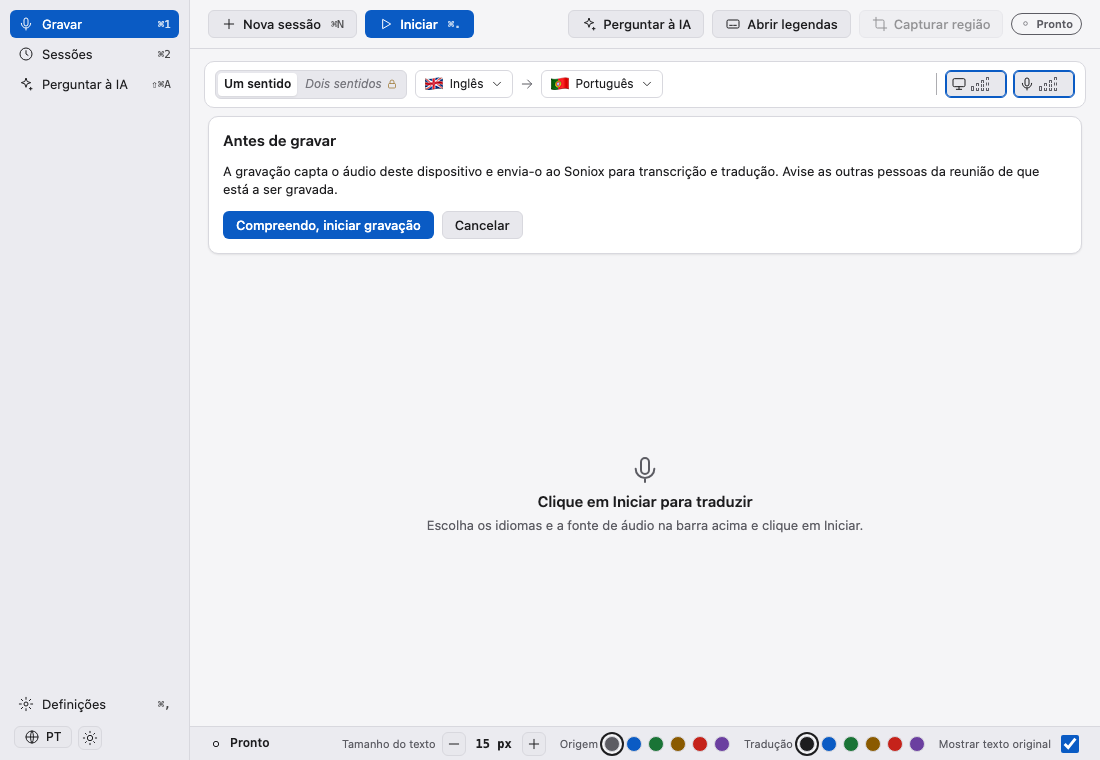 Gravar ⌘1
Sessões ⌘2
Perguntar à IA ⇧⌘A
Nova sessão ⌘N
Iniciar ⌘.
Perguntar à IA
Abrir legendas
Capturar região
Pronto
Um sentido
Dois sentidos
Inglês
Português
Antes de gravar
A gravação capta o áudio deste dispositivo e envia-o ao Soniox para transcrição e tradução. Avise as outras pessoas da reunião de que
está a ser gravada.
Compreendo, iniciar gravação
Cancelar
Clique em Iniciar para traduzir
Escolha os idiomas e a fonte de áudio na barra acima e clique em Iniciar.
Definições ⌘,
PT
Pronto
Tamanho do texto
15 px
Origem
Tradução
Mostrar texto original